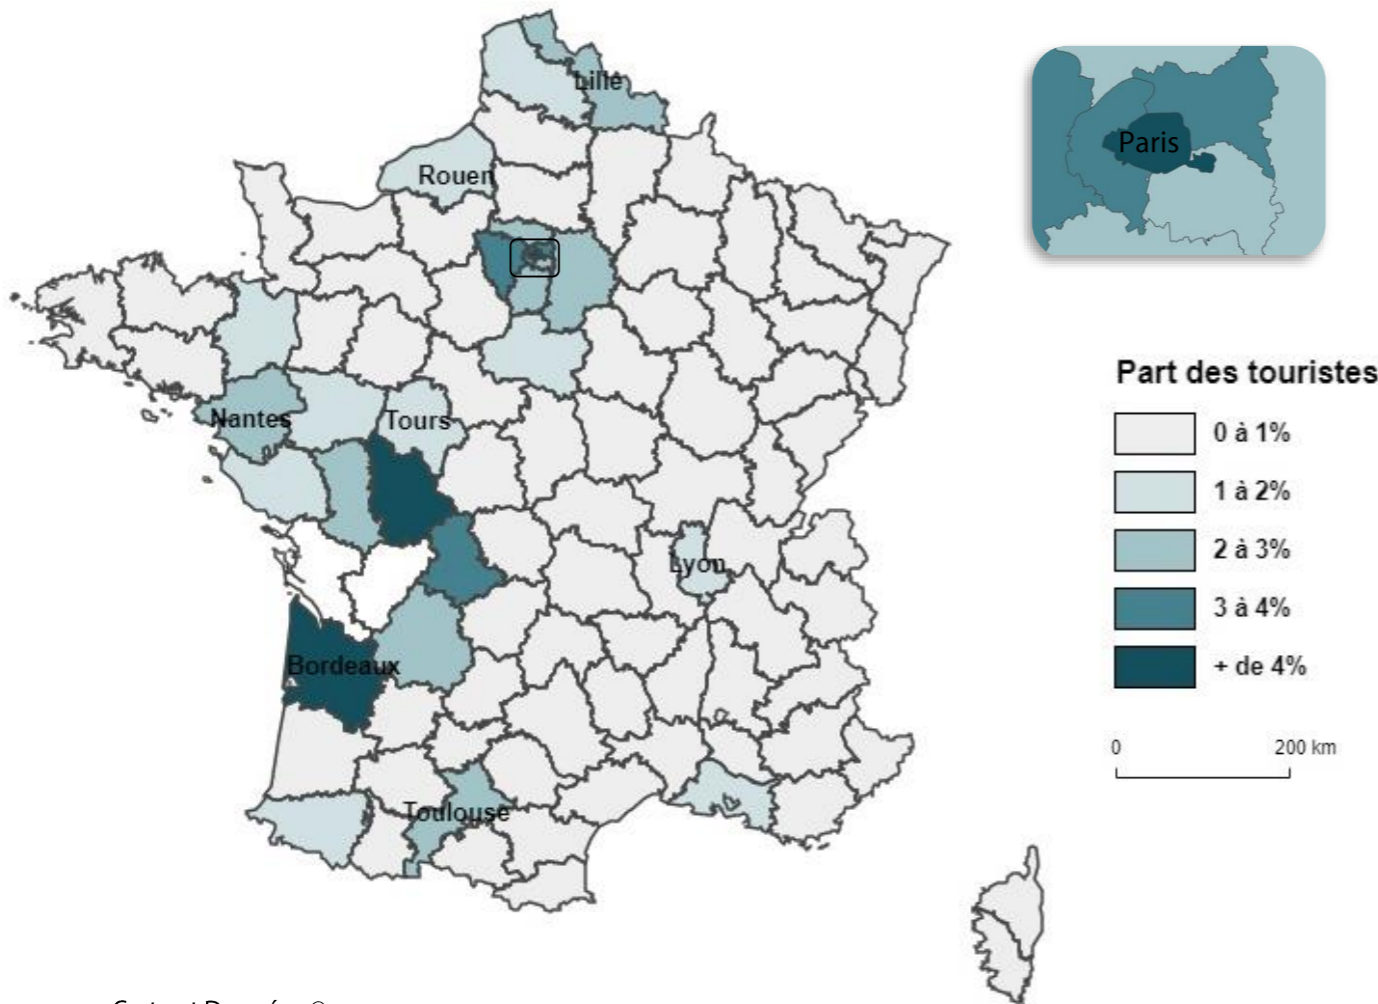 Lille
Paris
Rouen
Nantes
Tours
Lyon
Bordeaux
Toulouse
Part des touristes
0 à 1%
1 à 2%
2 à 3%
3 à 4%
+ de 4%
0 200 km